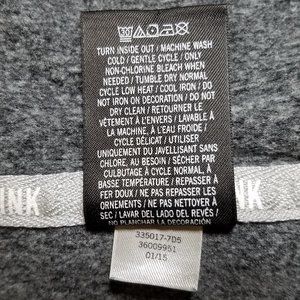 TURN INSIDE OUT / MACHINE WASH
COLD / GENTLE CYCLE / ONLY
NON-CHLORINE BLEACH WHEN
NEEDED / TUMBLE DRY NORMAL
CYCLE LOW HEAT / COOL IRON / DO
NOT IRON ON DECORATION / DO NOT
DRY CLEAN / RETOURNER LE
VÊTEMENT À L'ENVERS / LAVABLE À
LA MACHINE, À L'EAU FROIDE /
CYCLE DÉLICAT / UTILISER
UNIQUEMENT DU JAVELLISANT SANS
CHLORE, AU BESOIN / SÉCHER PAR
CULBUTAGE À CYCLE NORMAL, À
BASSE TEMPÉRATURE / REPASSER À
FER DOUX / NE PAS REPASSER LES
ORNEMENTS / NE PAS NETTOYER À
SEC / LAVAR DEL LADO DEL REVÉS /
NO PLANCHAR LA DECORACIÓN
INK
PINK
335017-7D5
36009951
01/15